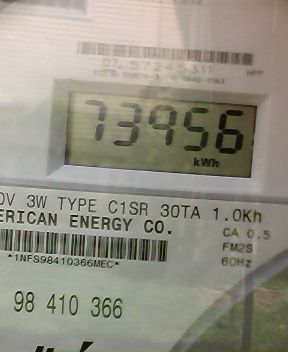 73956
kWh
0V 3W TYPE C1SR 30TA 1.0Kh
ERICAN ENERGY CO.
CA 0.5
FM2S
60Hz
*1NFS98410366MEC*
98 410 366